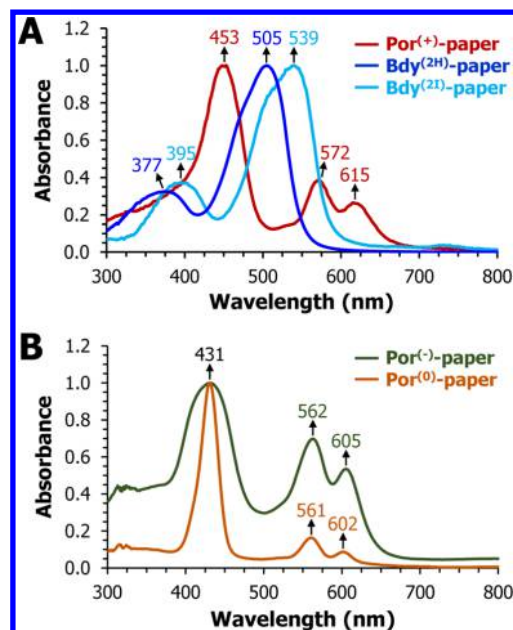 A
453 505 539
Por(+)-paper
Bdy(2H)-paper
Bdy(2I)-paper
377 395
572
615
Absorbance
1.2
1.0
0.8
0.6
0.4
0.2
0.0
300 400 500 600 700 800
Wavelength (nm)
B
431
Por(-)-paper
Por(0)-paper
562
605
561
602
Absorbance
1.2
1.0
0.8
0.6
0.4
0.2
0.0
300 400 500 600 700 800
Wavelength (nm)